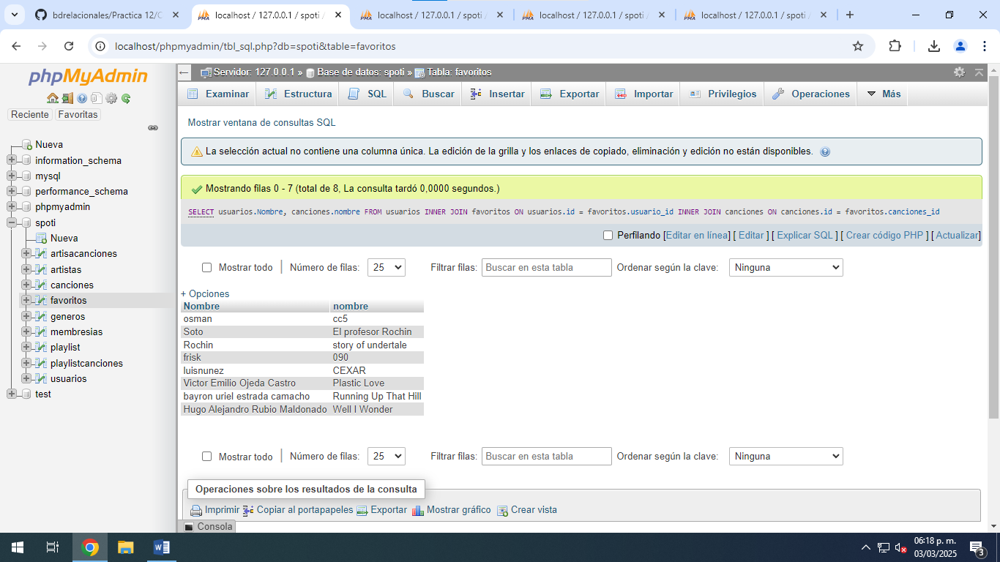 bdrelacionales/Practica 12/C
localhost / 127.0.0.1 / spoti
localhost / 127.0.0.1 / spoti
localhost / 127.0.0.1 / spoti
localhost / 127.0.0.1 / spoti
localhost/phpmyadmin/tbl_sql.php?db=spoti&table=favoritos
phpMyAdmin
Reciente Favoritas
Nueva
information_schema
mysql
performance_schema
phpmyadmin
spoti
Nueva
artisacanciones
artistas
canciones
favoritos
generos
membresias
playlist
playlistcanciones
usuarios
test
Servidor: 127.0.0.1 » Base de datos: spoti » Tabla: favoritos
Examinar Estructura SQL Buscar Insertar Exportar Importar Privilegios Operaciones Más
Mostrar ventana de consultas SQL
La selección actual no contiene una columna única. La edición de la grilla y los enlaces de copiado, eliminación y edición no están disponibles.
Mostrando filas 0 - 7 (total de 8, La consulta tardó 0,0000 segundos.)
SELECT usuarios.Nombre, canciones.nombre FROM usuarios INNER JOIN favoritos ON usuarios.id = favoritos.usuario_id INNER JOIN canciones ON canciones.id = favoritos.canciones_id
Perfilando [Editar en línea] [ Editar ] [ Explicar SQL ] [ Crear código PHP ] [ Actualizar]
Mostrar todo Número de filas: 25 Filtrar filas: Buscar en esta tabla Ordenar según la clave: Ninguna
+ Opciones
Nombre nombre
osman cc5
Soto El profesor Rochin
Rochin story of undertale
frisk 090
luisnunez CEXAR
Victor Emilio Ojeda Castro Plastic Love
bayron uriel estrada camacho Running Up That Hill
Hugo Alejandro Rubio Maldonado Well I Wonder
Mostrar todo Número de filas: 25 Filtrar filas: Buscar en esta tabla Ordenar según la clave: Ninguna
Operaciones sobre los resultados de la consulta
Imprimir Copiar al portapapeles Exportar Mostrar gráfico Crear vista
Consola
06:18 p. m.
03/03/2025
3